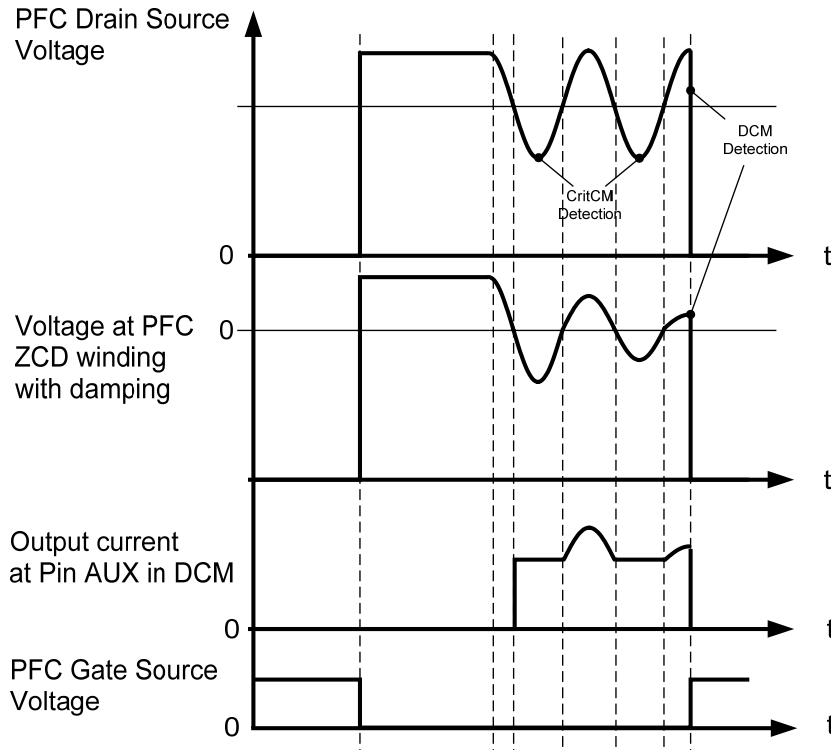 PFC Drain Source
Voltage
DCM
Detection
CritCM
Detection
0
t
Voltage at PFC
ZCD winding
with damping
0
t
Output current
at Pin AUX in DCM
0
t
PFC Gate Source
Voltage
0
t